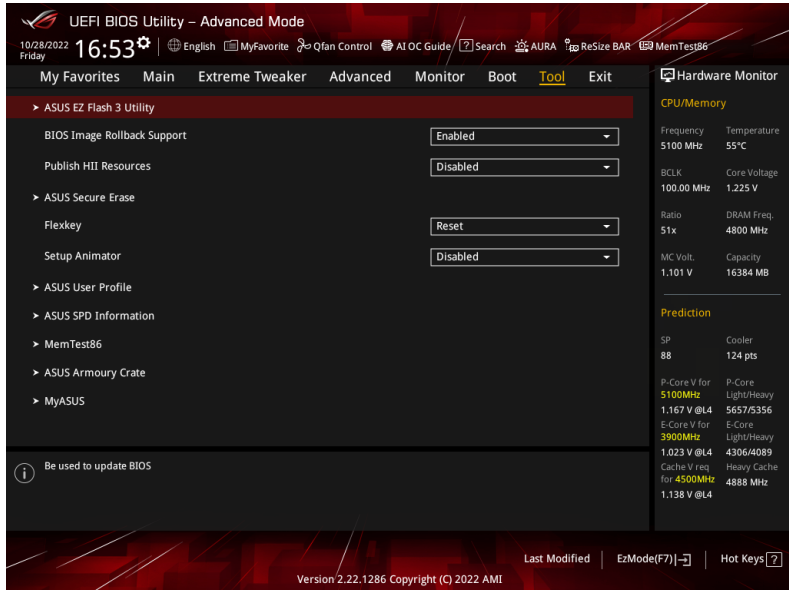 UEFI BIOS Utility – Advanced Mode
10/28/2022 Friday 16:53 English MyFavorite Qfan Control AI OC Guide ? Search AURA ReSize BAR MemTest86
My Favorites Main Extreme Tweaker Advanced Monitor Boot Tool Exit
Hardware Monitor
> ASUS EZ Flash 3 Utility
BIOS Image Rollback Support Enabled
Publish HII Resources Disabled
> ASUS Secure Erase
Flexkey Reset
Setup Animator Disabled
> ASUS User Profile
> ASUS SPD Information
> MemTest86
> ASUS Armoury Crate
> MyASUS
i Be used to update BIOS
CPU/Memory
Frequency Temperature
5100 MHz 55°C
BCLK Core Voltage
100.00 MHz 1.225 V
Ratio DRAM Freq.
51x 4800 MHz
MC Volt. Capacity
1.101 V 16384 MB
Prediction
SP Cooler
88 124 pts
P-Core V for P-Core
5100MHz Light/Heavy
1.167 V @L4 5657/5356
E-Core V for E-Core
3900MHz Light/Heavy
1.023 V @L4 4306/4089
Cache V req Heavy Cache
for 4500MHz 4888 MHz
1.138 V @L4
Last Modified EzMode(F7) Hot Keys ?
Version 2.22.1286 Copyright (C) 2022 AMI